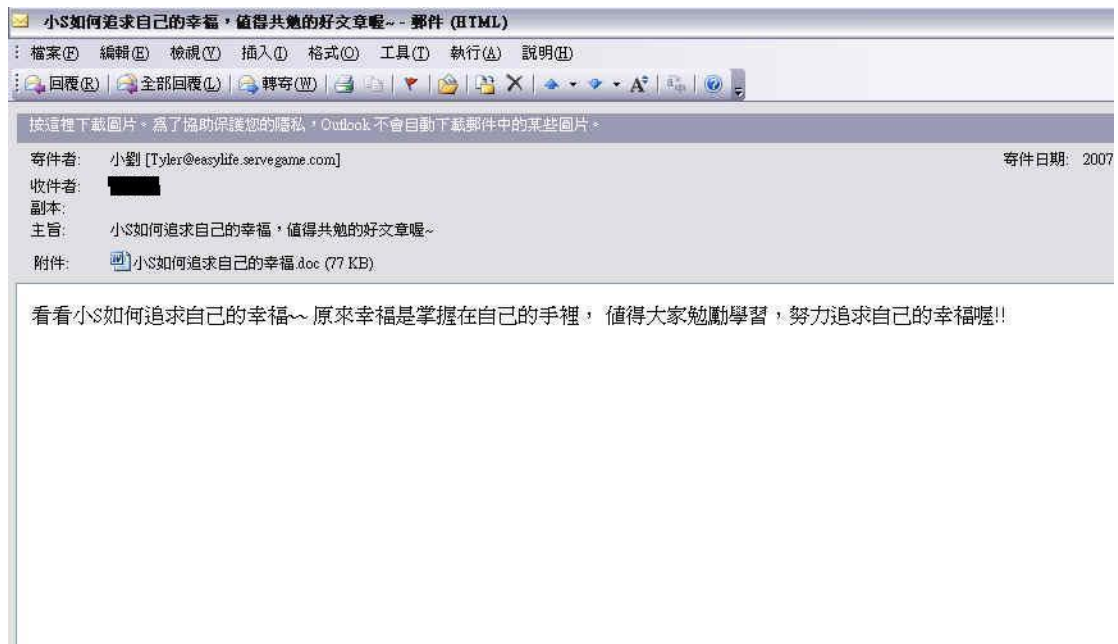 小S如何追求自己的幸福，值得共勉的好文章喔~ - 郵件 (HTML)
檔案(F) 編輯(E) 檢視(V) 插入(I) 格式(O) 工具(T) 執行(A) 說明(H)
回覆(R) 全部回覆(L) 轉寄(W)
按這裡下載圖片。為了協助保護您的隱私，Outlook 不會自動下載郵件中的某些圖片。
寄件者: 小劉 [Tyler@easylife.servegame.com] 寄件日期: 2007
收件者:
副本:
主旨: 小S如何追求自己的幸福，值得共勉的好文章喔~
附件: 小S如何追求自己的幸福.doc (77 KB)
看看小S如何追求自己的幸福~~ 原來幸福是掌握在自己的手裡， 值得大家勉勵學習，努力追求自己的幸福喔!!